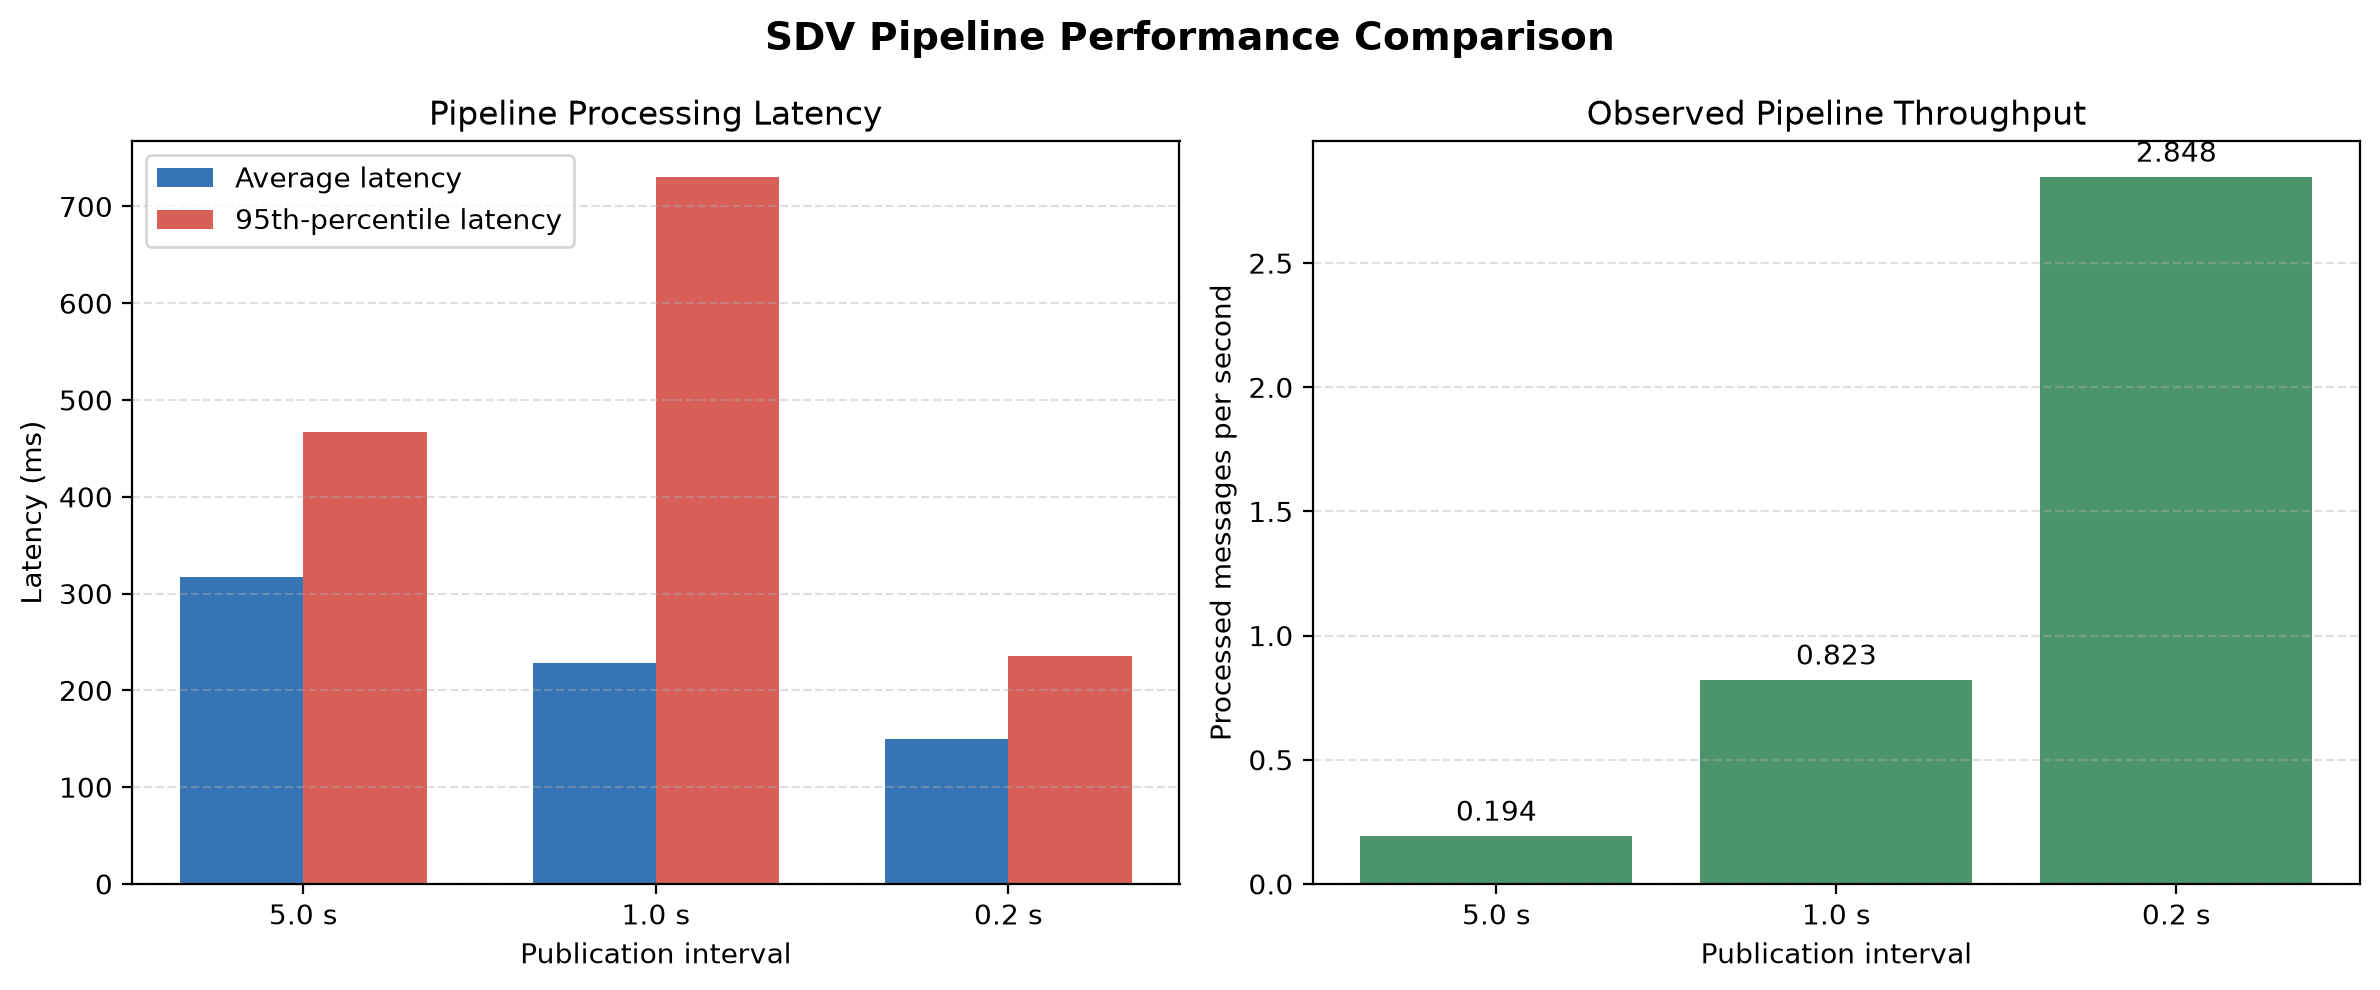 SDV Pipeline Performance Comparison
Pipeline Processing Latency
Average latency
95th-percentile latency
Latency (ms)
700
600
500
400
300
200
100
0
5.0 s
1.0 s
0.2 s
Publication interval
Observed Pipeline Throughput
Processed messages per second
2.5
2.0
1.5
1.0
0.5
0.0
0.194
0.823
2.848
5.0 s
1.0 s
0.2 s
Publication interval